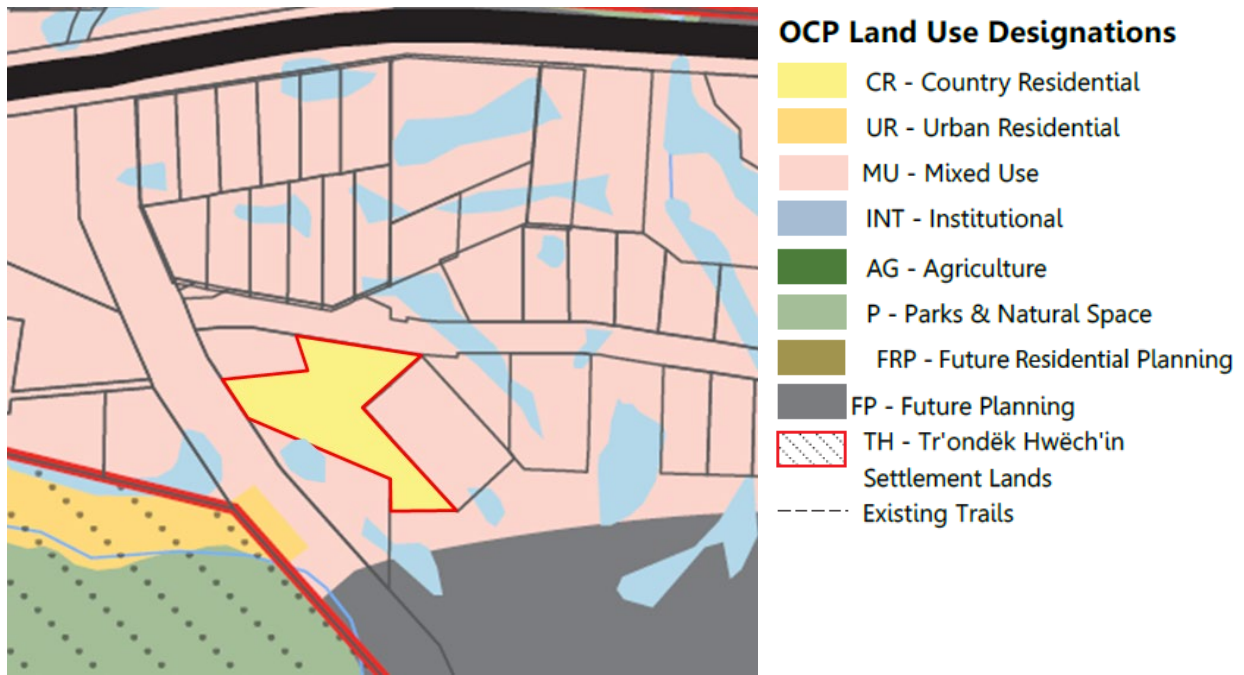 OCP Land Use Designations
CR - Country Residential
UR - Urban Residential
MU - Mixed Use
INT - Institutional
AG - Agriculture
P - Parks & Natural Space
FRP - Future Residential Planning
FP - Future Planning
TH - Tr'ondëk Hwëch'in
Settlement Lands
Existing Trails